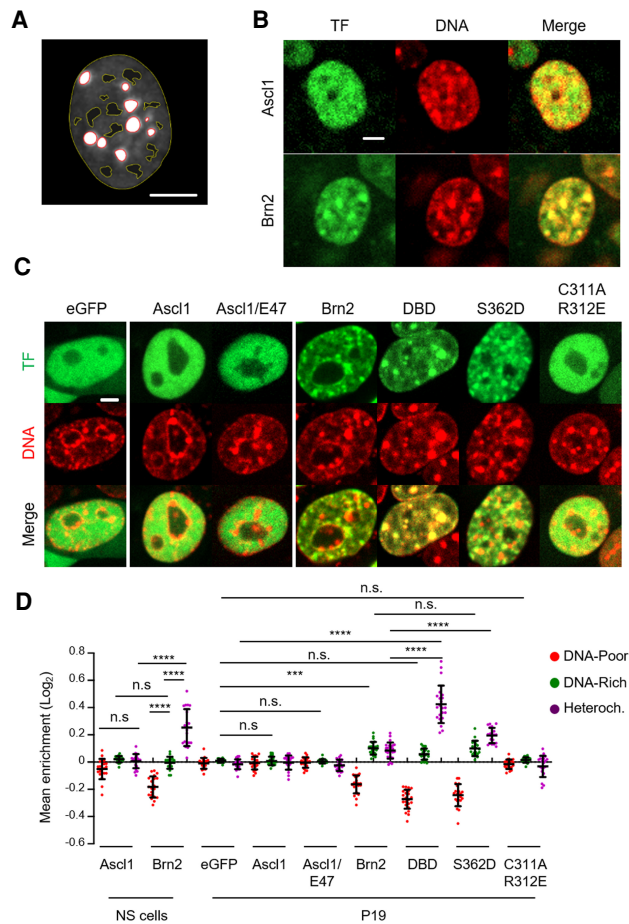 A
B
TF DNA Merge
Ascl1
Brn2
C
eGFP Ascl1 Ascl1/E47 Brn2 DBD S362D C311A R312E
TF
DNA
Merge
D
n.s.
n.s.
**** ****
n.s. ****
**** n.s.
n.s **** ***
n.s. **** n.s. n.s.
Mean enrichment (Log2)
0.8
0.6
0.4
0.2
0
-0.2
-0.4
-0.6
DNA-Poor
DNA-Rich
Heteroch.
Ascl1 Brn2 eGFP Ascl1 Ascl1/E47 Brn2 DBD S362D C311A R312E
NS cells P19